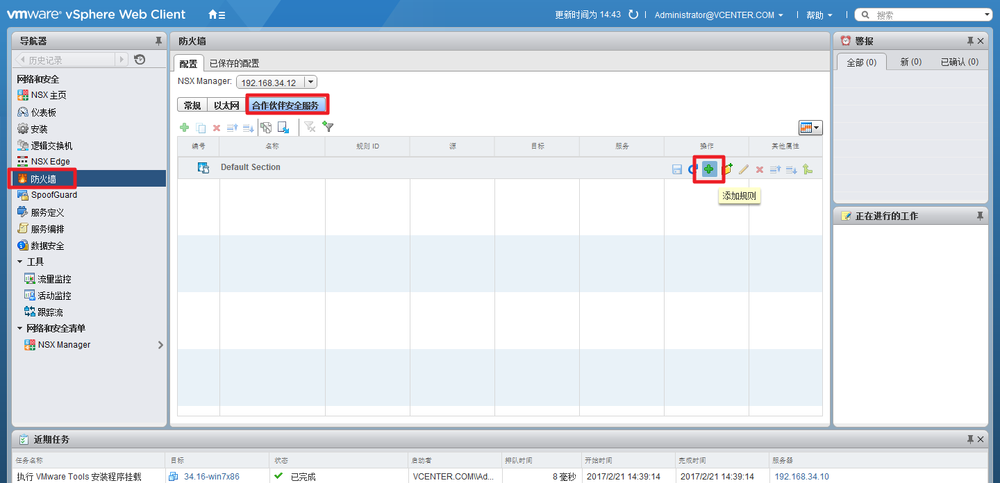 vmware® vSphere Web Client
更新时间为 14:43
Administrator@VCENTER.COM
帮助
搜索
导航器
历史记录
网络和安全
NSX 主页
仪表板
安装
逻辑交换机
NSX Edge
防火墙
SpoofGuard
服务定义
服务编排
数据安全
工具
流量监控
活动监控
跟踪流
网络和安全清单
NSX Manager
防火墙
配置 已保存的配置
NSX Manager: 192.168.34.12
常规 以太网 合作伙伴安全服务
编号 名称 规则 ID 源 目标 服务 操作 其他属性
Default Section
添加规则
警报
全部 (0) 新 (0) 已确认 (0)
正在进行的工作
近期任务
任务名称 目标 状态 启动者 排队时间 开始时间 完成时间 服务器
执行 VMware Tools 安装程序挂载 34.16-win7x86 已完成 VCENTER.COM\\Ad... 8 毫秒 2017/2/21 14:39:14 2017/2/21 14:39:14 192.168.34.10